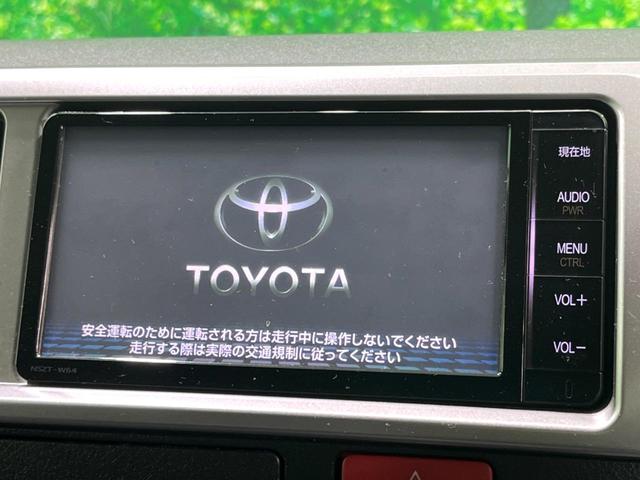 TOYOTA
安全運転のために運転される方は走行中に操作しないでください
走行する際は実際の交通規制に従ってください
NSZT-W64
現在地
AUDIO
PWR
MENU
CTRL
VOL+
VOL-